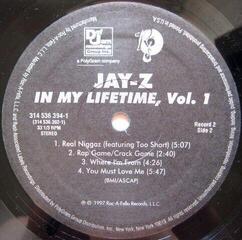 Def Jam
a PolyGram company
JAY-Z
IN MY LIFETIME, Vol. 1
314 536 394-1
(314 536 392-1)
33 1/3 RPM
STEREO
Record 2
Side 2
1. Real Niggaz (featuring Too Short) (5:07)
2. Rap Game/Crack Game (2:40)
3. Where I'm From (4:26)
4. You Must Love Me (5:47)
(BMI/ASCAP)
© 1997 Roc-A-Fella Records, LLC.